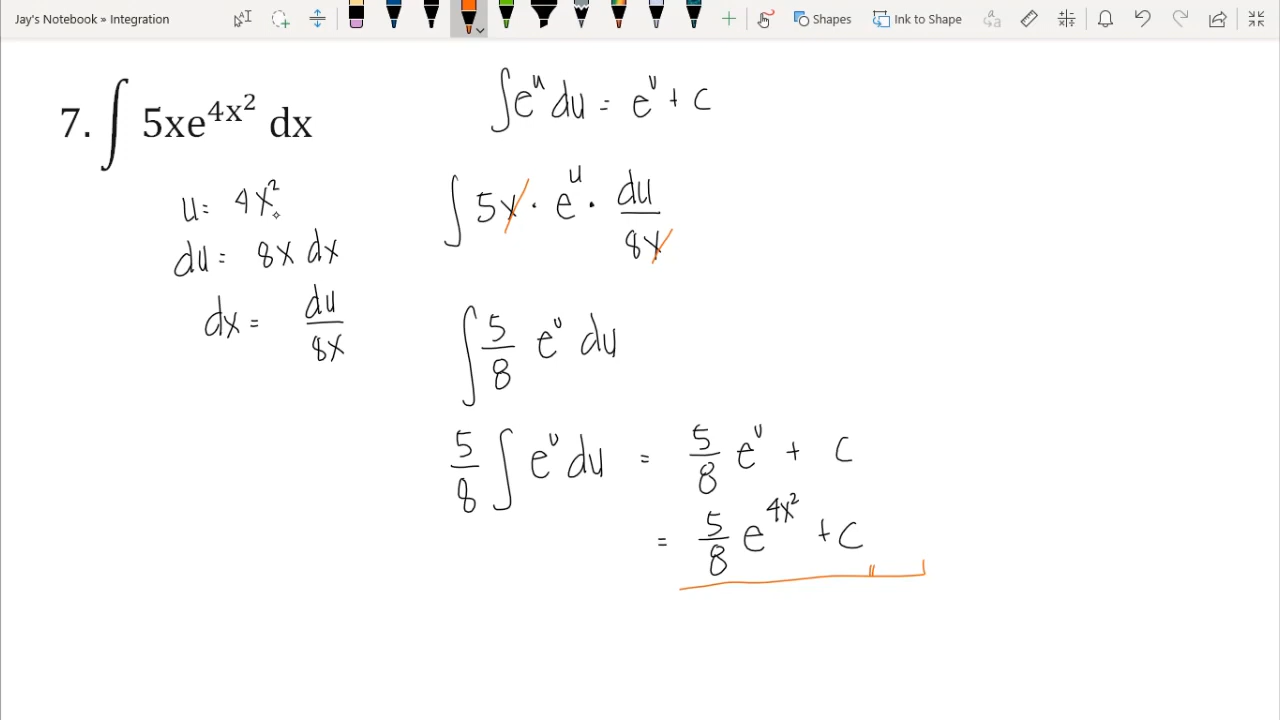 Jay's Notebook » Integration
Shapes
Ink to Shape
7. ∫ 5xe^4x² dx
∫e^u du = e^u + c
u = 4x²
du = 8x dx
dx = du/8x
∫ 5x · e^u · du/8x
∫ 5/8 e^u du
5/8 ∫ e^u du = 5/8 e^u + c
= 5/8 e^4x² + c